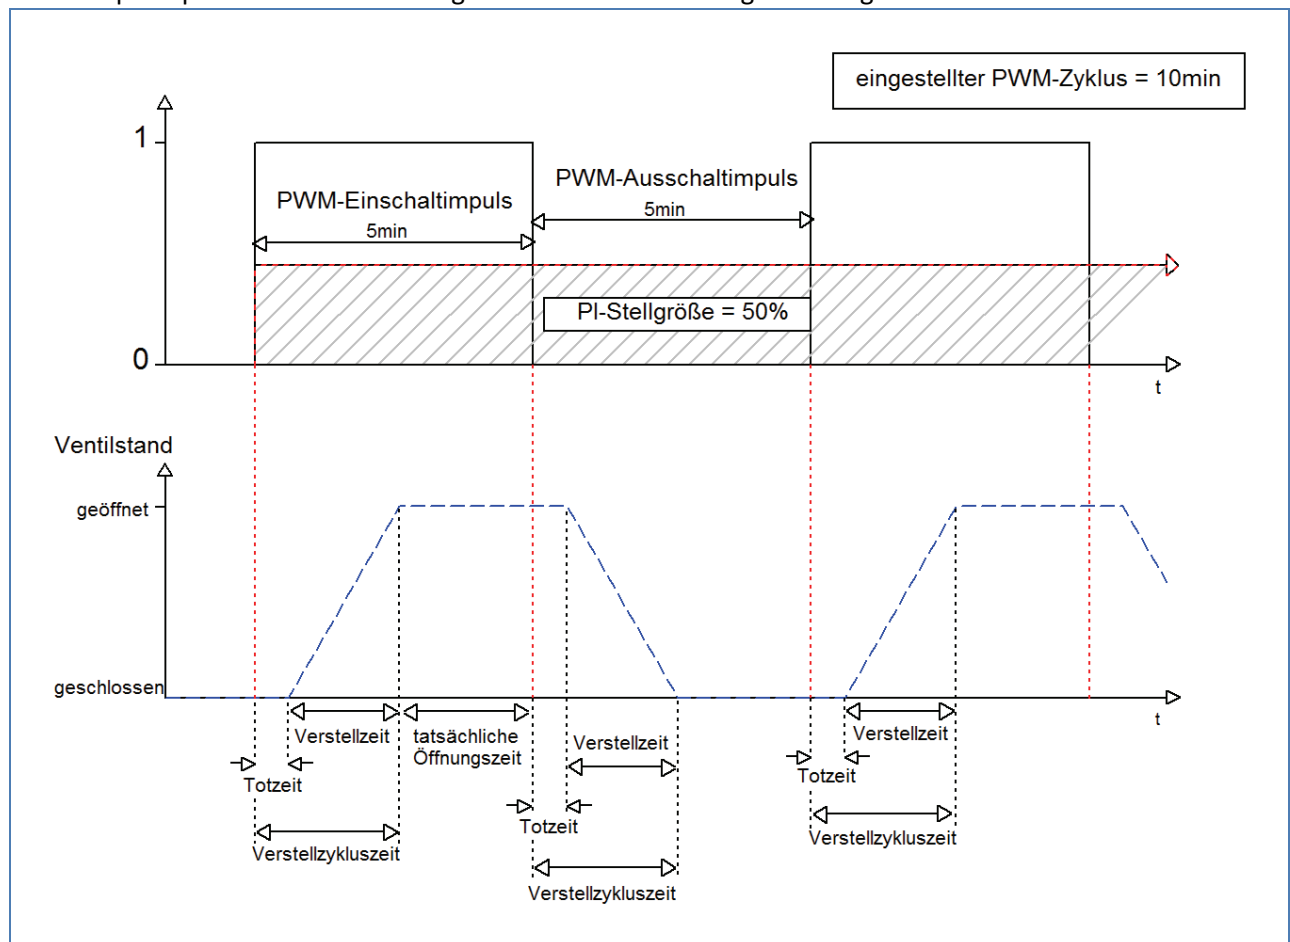 eingestellter PWM-Zyklus = 10min
1
PWM-Einschaltimpuls
5min
PWM-Ausschaltimpuls
5min
PI-Stellgröße = 50%
0
t
Ventilstand
geöffnet
geschlossen
t
Verstellzeit
tatsächliche
Öffnungszeit
Verstellzeit
Verstellzeit
Totzeit
Totzeit
Totzeit
Verstellzykluszeit
Verstellzykluszeit
Verstellzykluszeit